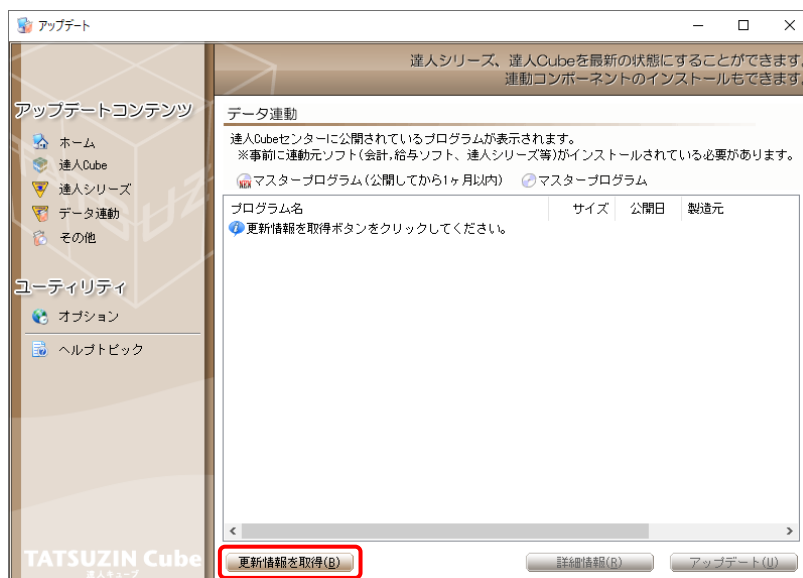 アップデート
達人シリーズ、達人Cubeを最新の状態にすることができます。
連動コンポーネントのインストールもできます。
アップデートコンテンツ
ホーム
達人Cube
達人シリーズ
データ連動
その他
ユーティリティ
オプション
ヘルプトピック
データ連動
達人Cubeセンターに公開されているプログラムが表示されます。
※事前に連動元ソフト(会計,給与ソフト、達人シリーズ等)がインストールされている必要があります。
NEW マスタープログラム(公開してから1ヶ月以内) マスタープログラム
プログラム名 サイズ 公開日 製造元
更新情報を取得ボタンをクリックしてください。
TATSUZIN Cube
達人キューブ
更新情報を取得(B) 詳細情報(R) アップデート(U)